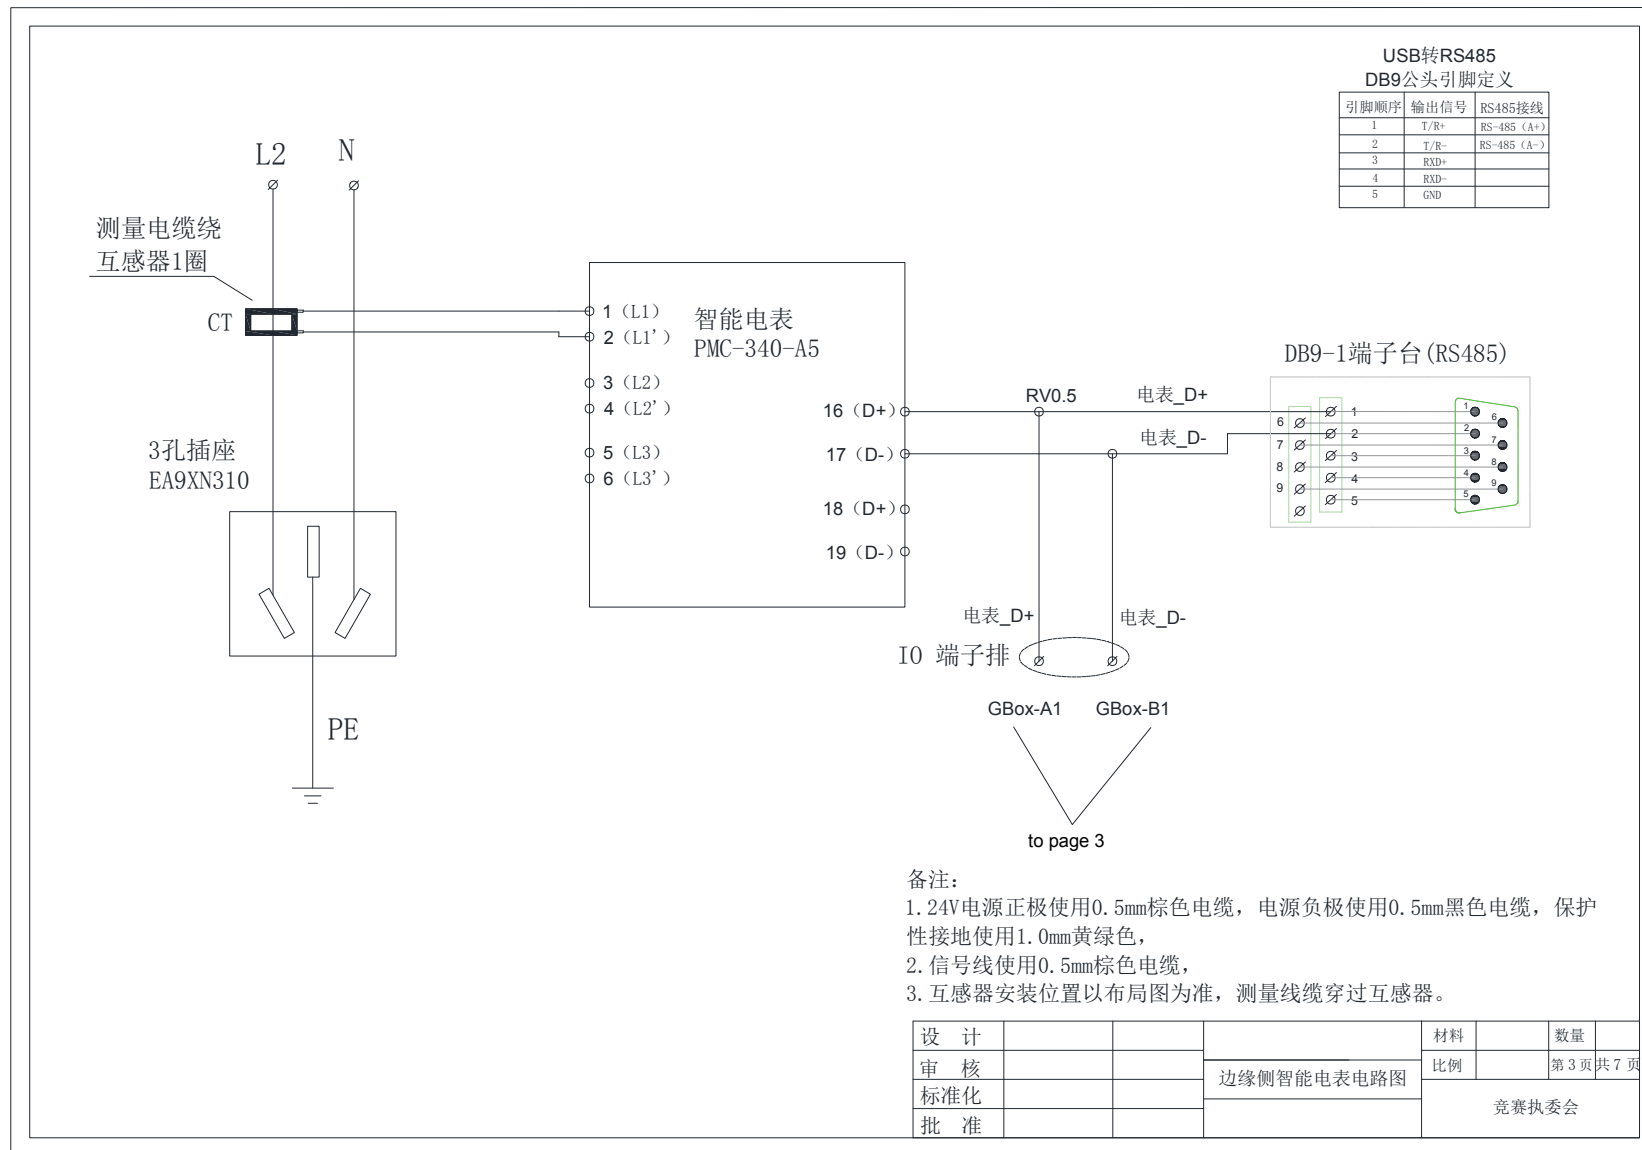 USB转RS485
DB9公头引脚定义
引脚顺序 输出信号 RS485接线
1 T/R+ RS-485（A+）
2 T/R- RS-485（A-）
3 RXD+
4 RXD-
5 GND
L2 N
测量电缆绕
互感器1圈
CT
1（L1）
2（L1'）
3（L2）
4（L2'）
5（L3）
6（L3'）
智能电表
PMC-340-A5
16（D+）
17（D-）
18（D+）
19（D-）
3孔插座
EA9XN310
PE
RV0.5
电表_D+
电表_D-
DB9-1端子台(RS485)
1
2
3
4
5
6
7
8
9
1
2
3
4
5
6
7
8
9
电表_D+
电表_D-
IO 端子排
GBox-A1 GBox-B1
to page 3
备注：
1.24V电源正极使用0.5mm棕色电缆，电源负极使用0.5mm黑色电缆，保护
性接地使用1.0mm黄绿色，
2.信号线使用0.5mm棕色电缆，
3.互感器安装位置以布局图为准，测量线缆穿过互感器。
设 计
审 核
标准化
批 准
边缘侧智能电表电路图
材料 数量
比例 第 3 页 共 7 页
竞赛执委会